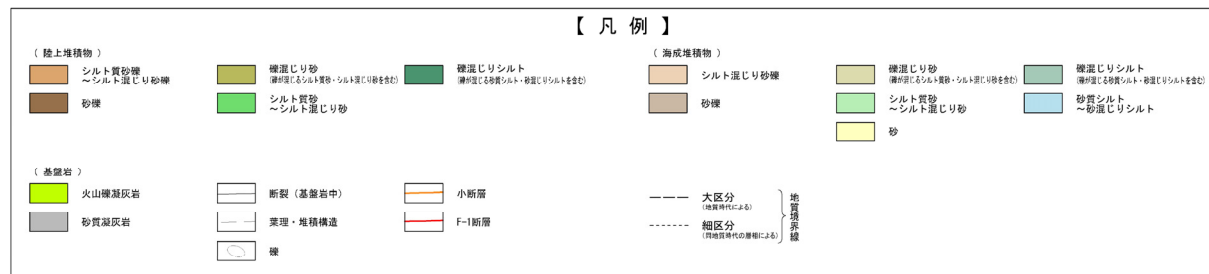 【 凡 例 】
（ 陸上堆積物 ）
シルト質砂礫
～シルト混じり砂礫
礫混じり砂
(礫が混じるシルト質砂・シルト混じり砂を含む)
礫混じりシルト
(礫が混じる砂質シルト・砂混じりシルトを含む)
砂礫
シルト質砂
～シルト混じり砂
（ 海成堆積物 ）
シルト混じり砂礫
礫混じり砂
(礫が混じるシルト質砂・シルト混じり砂を含む)
礫混じりシルト
(礫が混じる砂質シルト・砂混じりシルトを含む)
砂礫
シルト質砂
～シルト混じり砂
砂質シルト
～砂混じりシルト
砂
（ 基盤岩 ）
火山礫凝灰岩
断裂（基盤岩中）
小断層
砂質凝灰岩
葉理・堆積構造
F-1断層
礫
大区分
(地質時代による)
細区分
(同地質時代の層相による)
地質境界線